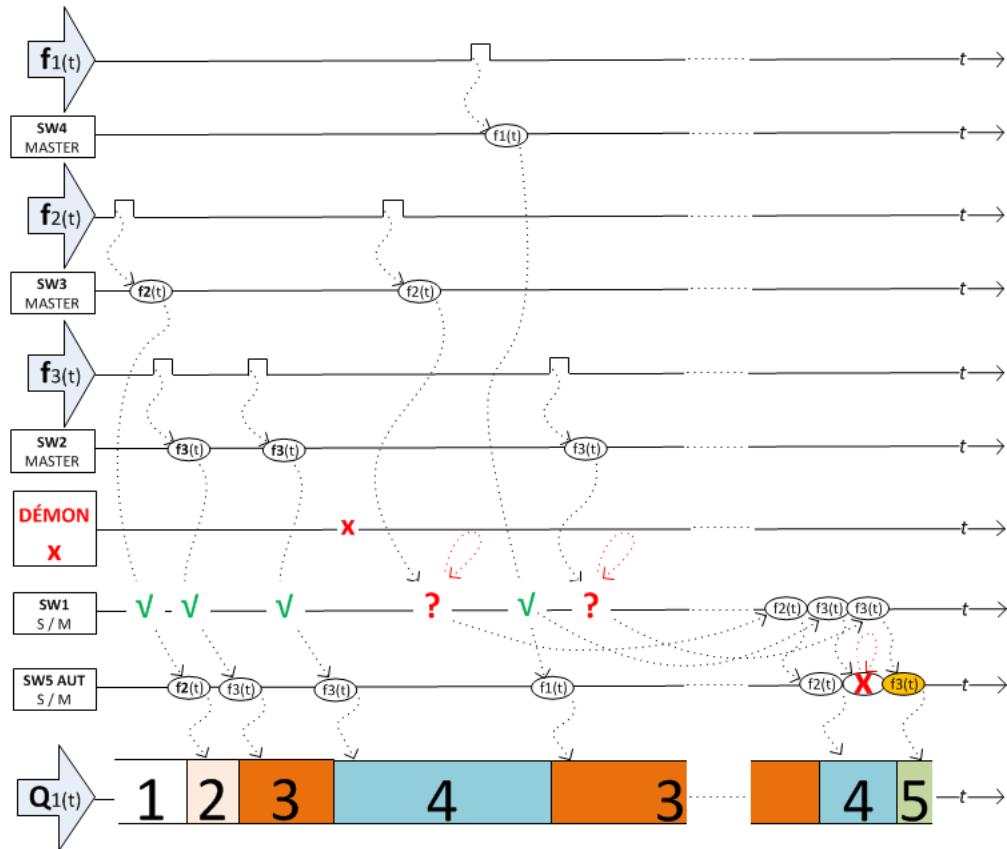 f1(t)
t
SW4
MASTER
f1(t)
t
f2(t)
t
SW3
MASTER
f2(t)
f2(t)
t
f3(t)
t
SW2
MASTER
f3(t)
f3(t)
f3(t)
t
DÉMON
X
x
t
SW1
S / M
√
√
√
?
√
?
f2(t)
f3(t)
f3(t)
t
SW5 AUT
S / M
f2(t)
f3(t)
f3(t)
f1(t)
f2(t)
X
f3(t)
t
Q1(t)
1
2
3
4
3
4
5
t